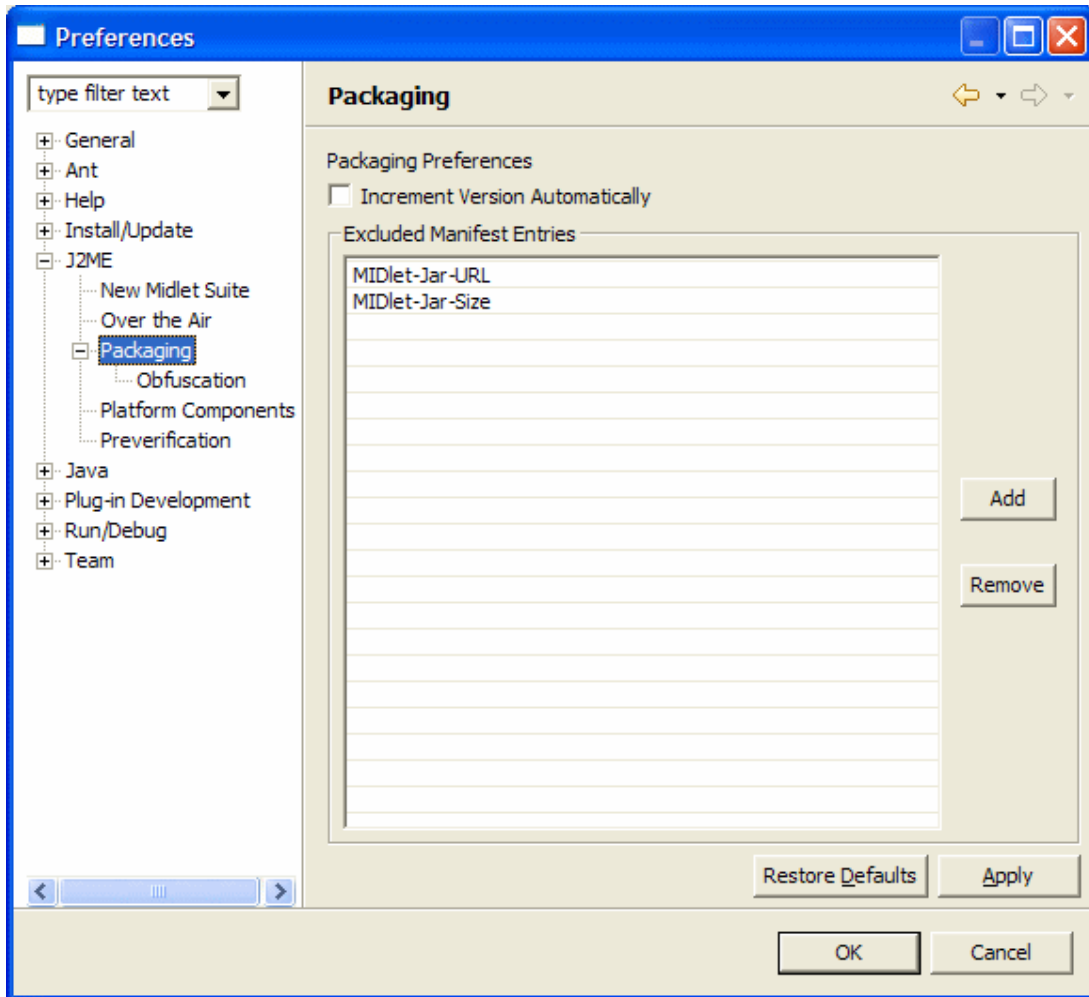 Preferences
type filter text
General
Ant
Help
Install/Update
J2ME
New Midlet Suite
Over the Air
Packaging
Obfuscation
Platform Components
Preverification
Java
Plug-in Development
Run/Debug
Team
Packaging
Packaging Preferences
Increment Version Automatically
Excluded Manifest Entries
MIDlet-Jar-URL
MIDlet-Jar-Size
Add
Remove
Restore Defaults
Apply
OK
Cancel